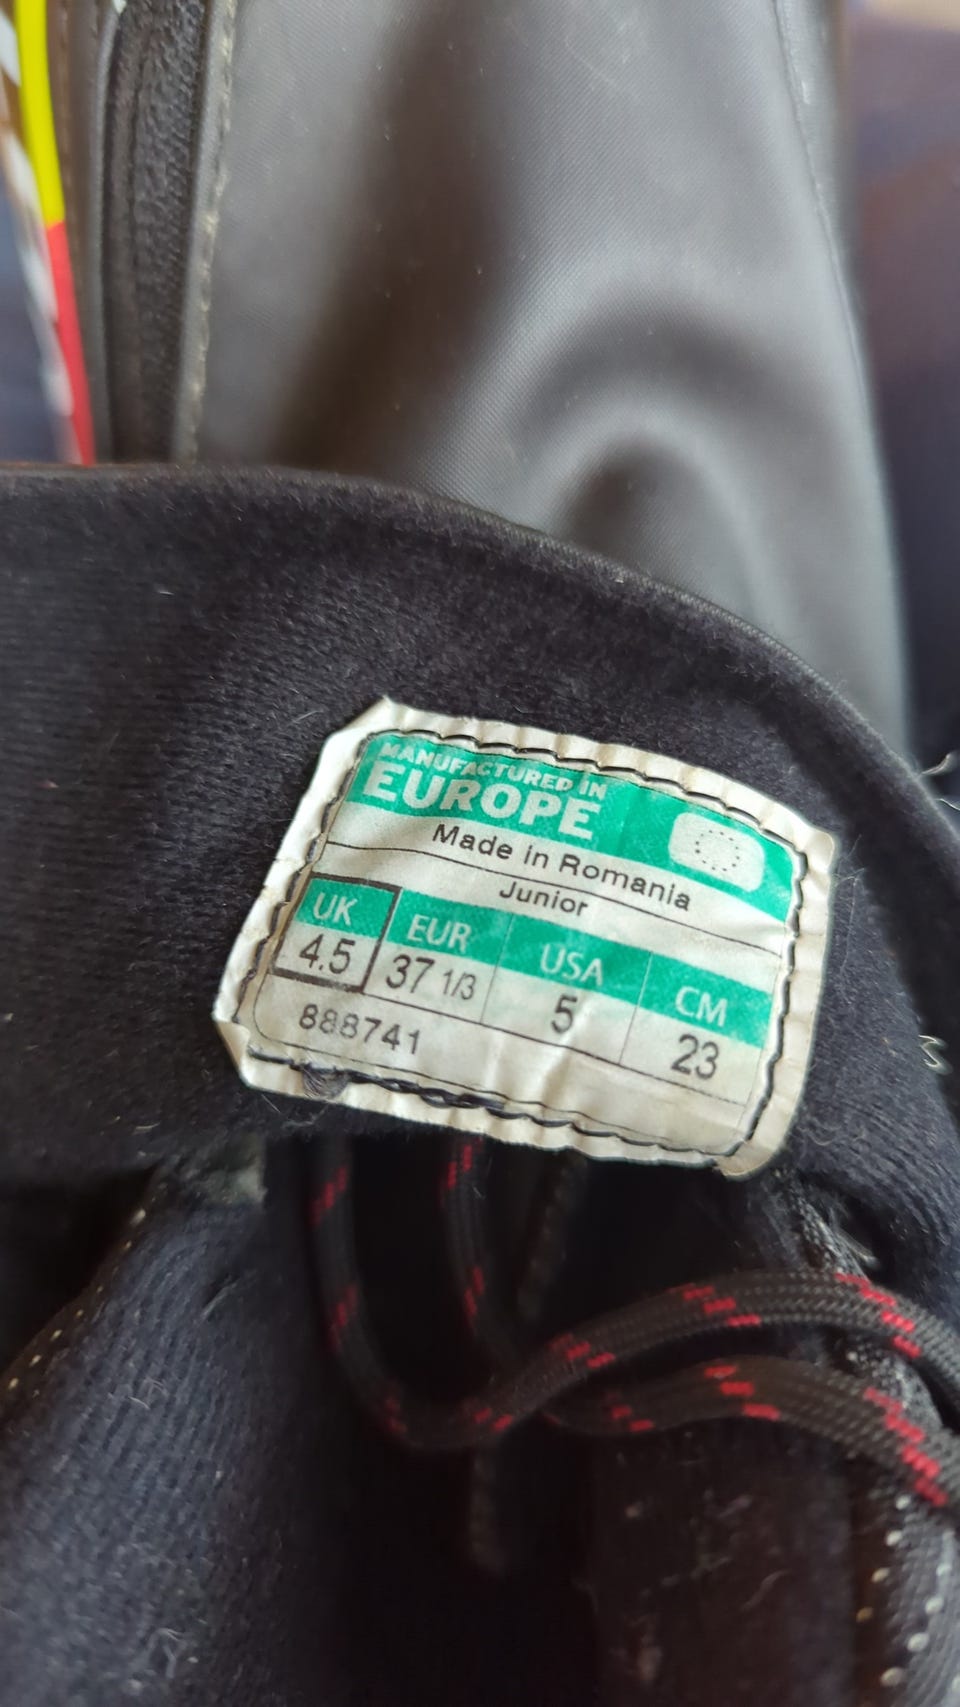 MANUFACTURED IN
EUROPE
Made in Romania
Junior
UK EUR USA CM
4.5 37 1/3 5 23
888741